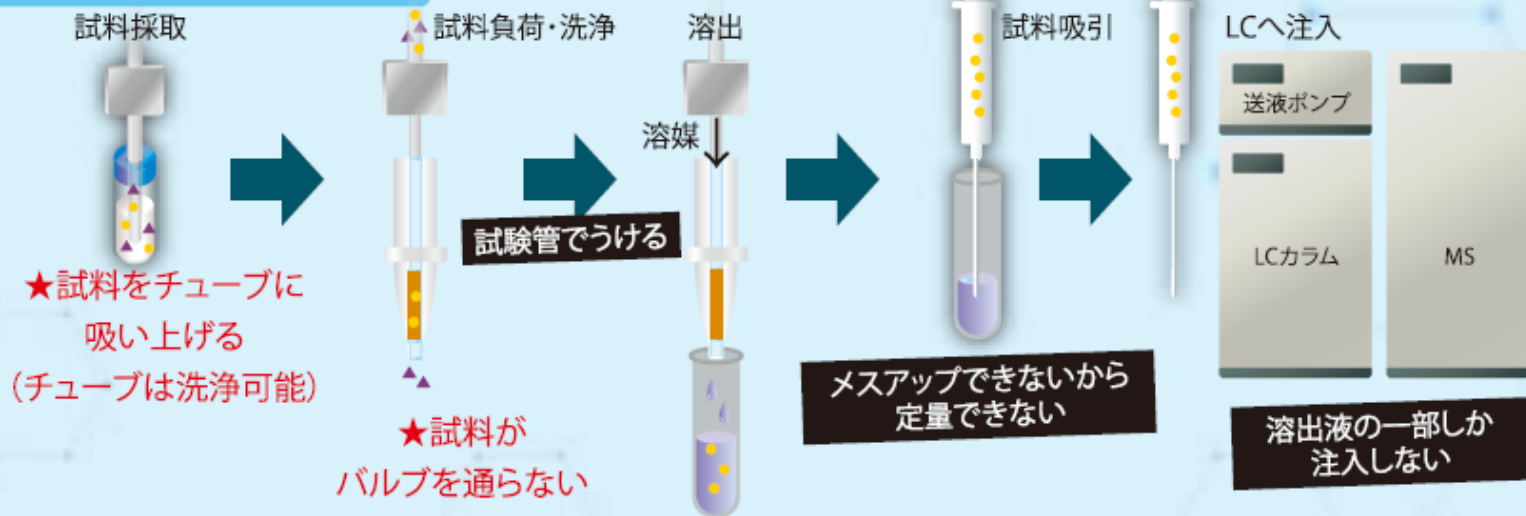 試料採取
試料負荷・洗浄
溶出
試料吸引
LCへ注入
溶媒
送液ポンプ
LCカラム
MS
試験管でうける
★試料をチューブに
吸い上げる
(チューブは洗浄可能)
★試料が
バルブを通らない
メスアップできないから
定量できない
溶出液の一部しか
注入しない